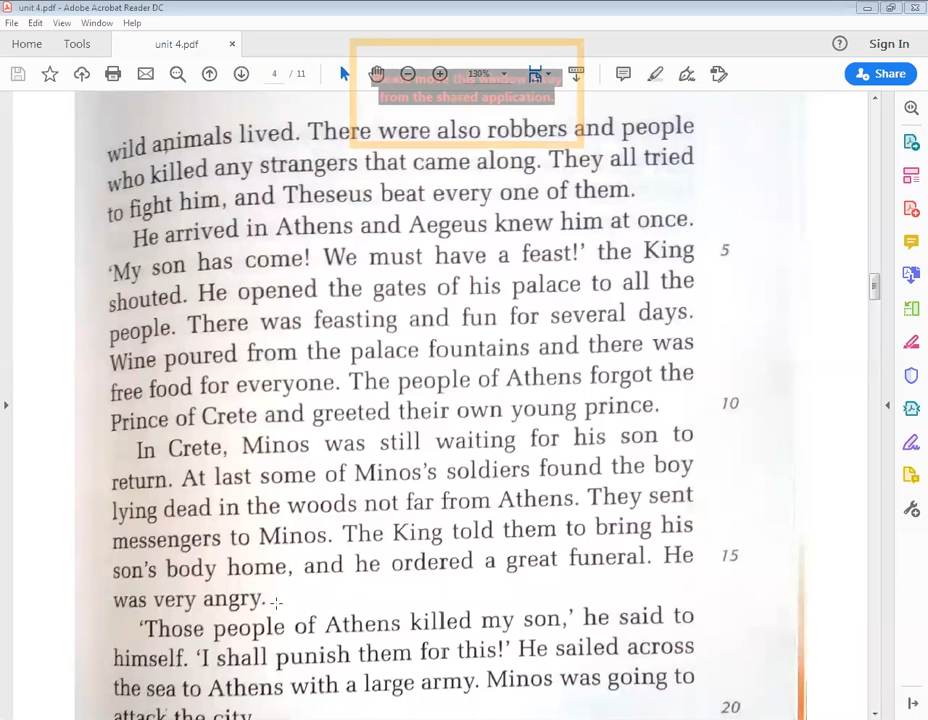 unit 4.pdf - Adobe Acrobat Reader DC
File Edit View Window Help
Home Tools unit 4.pdf × Sign In
4 / 11 130% Share
from the shared application.
wild animals lived. There were also robbers and people
who killed any strangers that came along. They all tried
to fight him, and Theseus beat every one of them.
He arrived in Athens and Aegeus knew him at once.
‘My son has come! We must have a feast!’ the King 5
shouted. He opened the gates of his palace to all the
people. There was feasting and fun for several days.
Wine poured from the palace fountains and there was
free food for everyone. The people of Athens forgot the
Prince of Crete and greeted their own young prince. 10
In Crete, Minos was still waiting for his son to
return. At last some of Minos’s soldiers found the boy
lying dead in the woods not far from Athens. They sent
messengers to Minos. The King told them to bring his
son’s body home, and he ordered a great funeral. He 15
was very angry.
‘Those people of Athens killed my son,’ he said to
himself. ‘I shall punish them for this!’ He sailed across
the sea to Athens with a large army. Minos was going to
attack the city 20